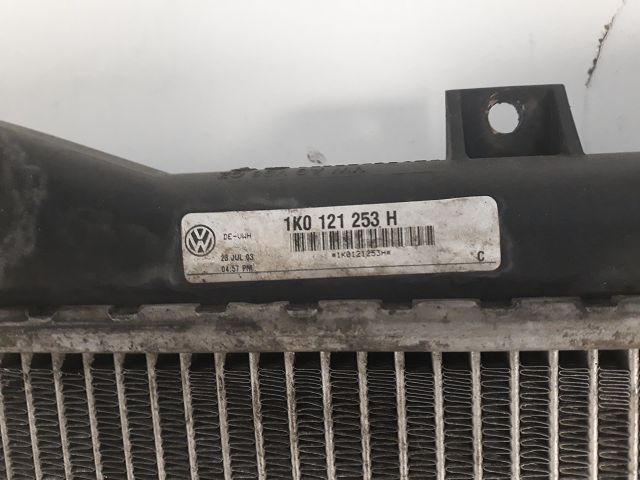 1K0 121 253 H
DE-VWH
*1K0121253H*
28 JUL 03
C
04:57 PM